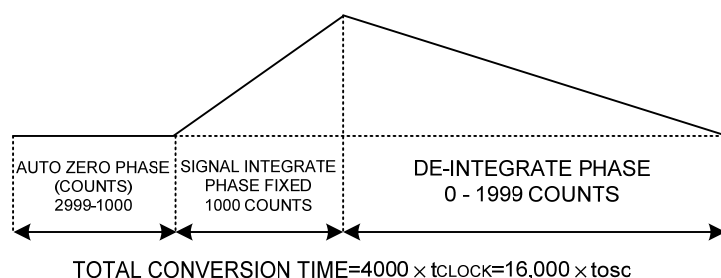 AUTO ZERO PHASE
(COUNTS)
2999-1000
SIGNAL INTEGRATE
PHASE FIXED
1000 COUNTS
DE-INTEGRATE PHASE
0 - 1999 COUNTS
TOTAL CONVERSION TIME=4000 × tCLOCK=16,000 × tosc